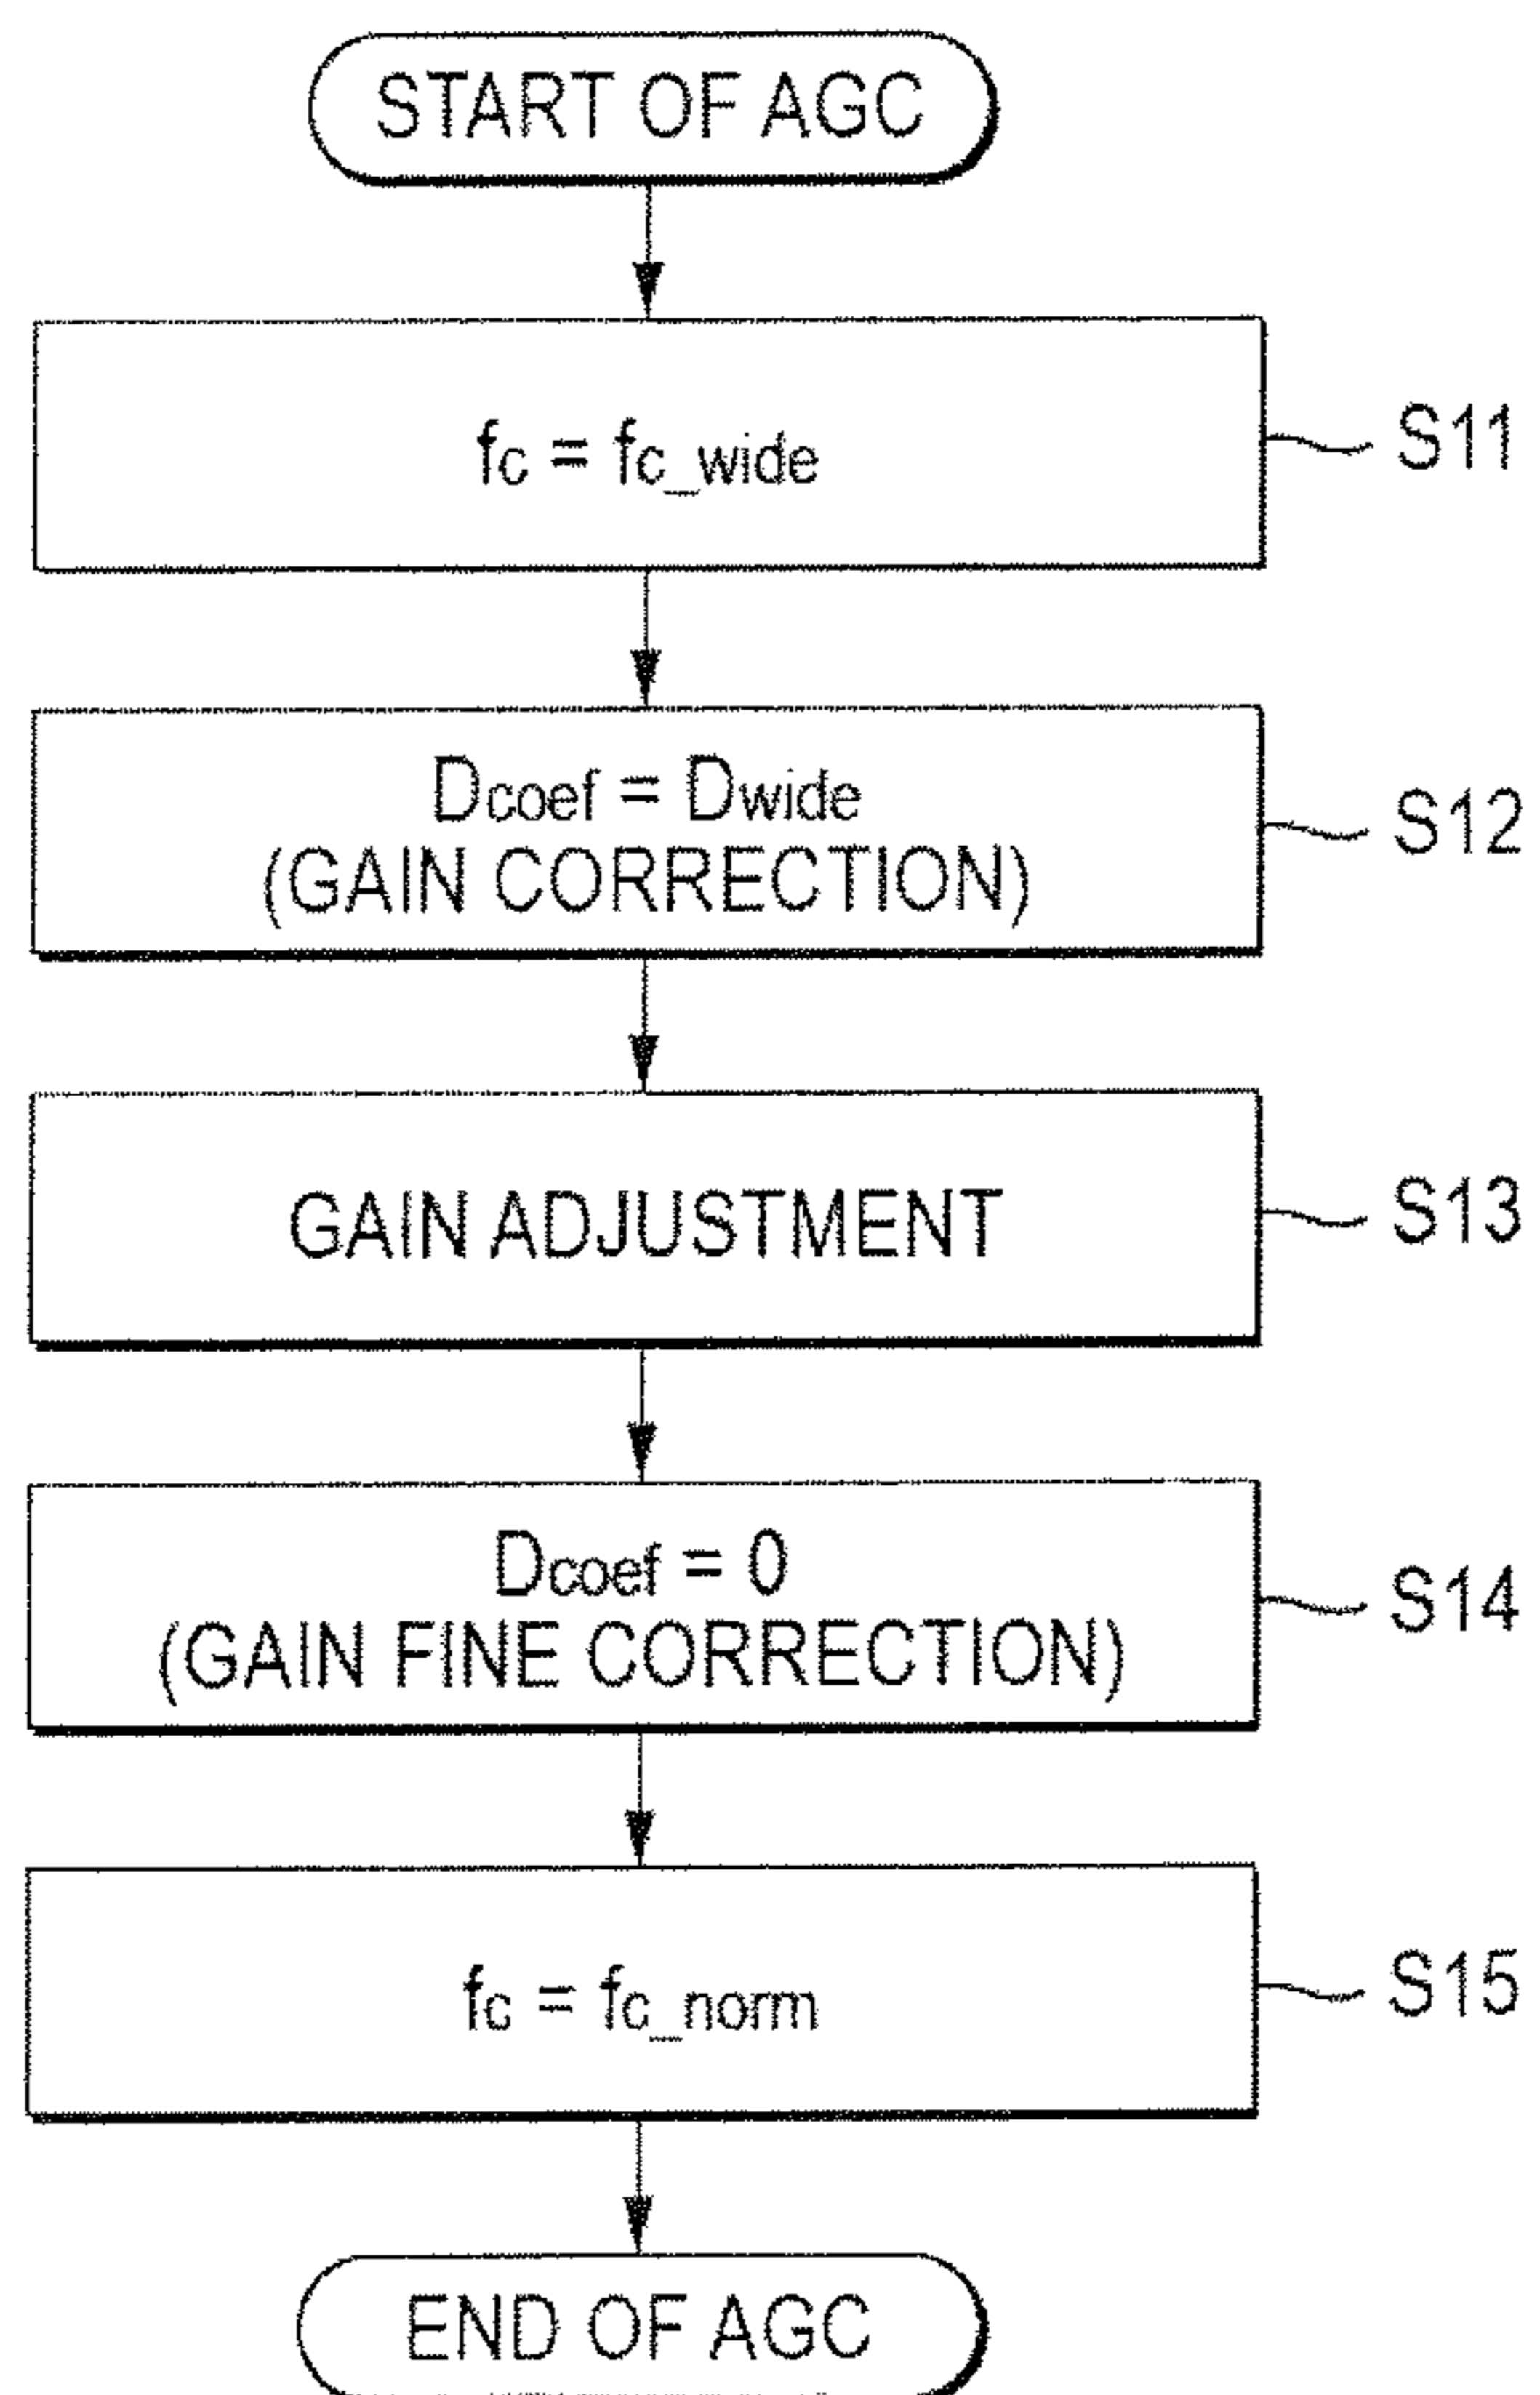 START OF AGC
fc = fc_wide
S11
Dcoef = Dwide
(GAIN CORRECTION)
S12
GAIN ADJUSTMENT
S13
Dcoef = 0
(GAIN FINE CORRECTION)
S14
fc = fc_norm
S15
END OF AGC